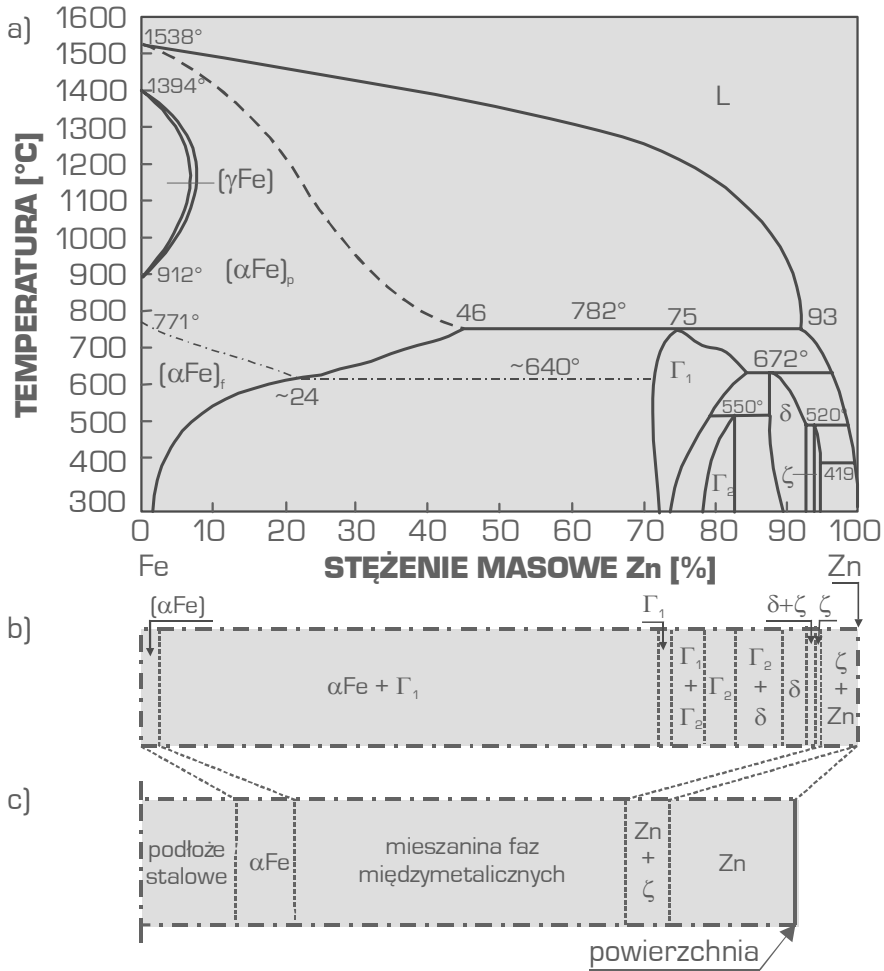 a)
1600
1500
1400
1300
1200
1100
1000
900
800
700
600
500
400
300
TEMPERATURA [°C]
1538°
1394°
L
(γFe)
912°
(αFe)p
771°
(αFe)f
46
782°
75
93
~24
~640°
Γ1
672°
550°
δ
520°
Γ2
ζ
419
0 10 20 30 40 50 60 70 80 90 100
Fe
STĘŻENIE MASOWE Zn [%]
Zn
b)
(αFe)
Γ1
δ+ζ
ζ
αFe + Γ1
Γ1
+
Γ2
Γ2
Γ2
+
δ
δ
ζ
+
Zn
c)
podłoże
stalowe
αFe
mieszanina faz
międzymetalicznych
Zn
+
ζ
Zn
powierzchnia